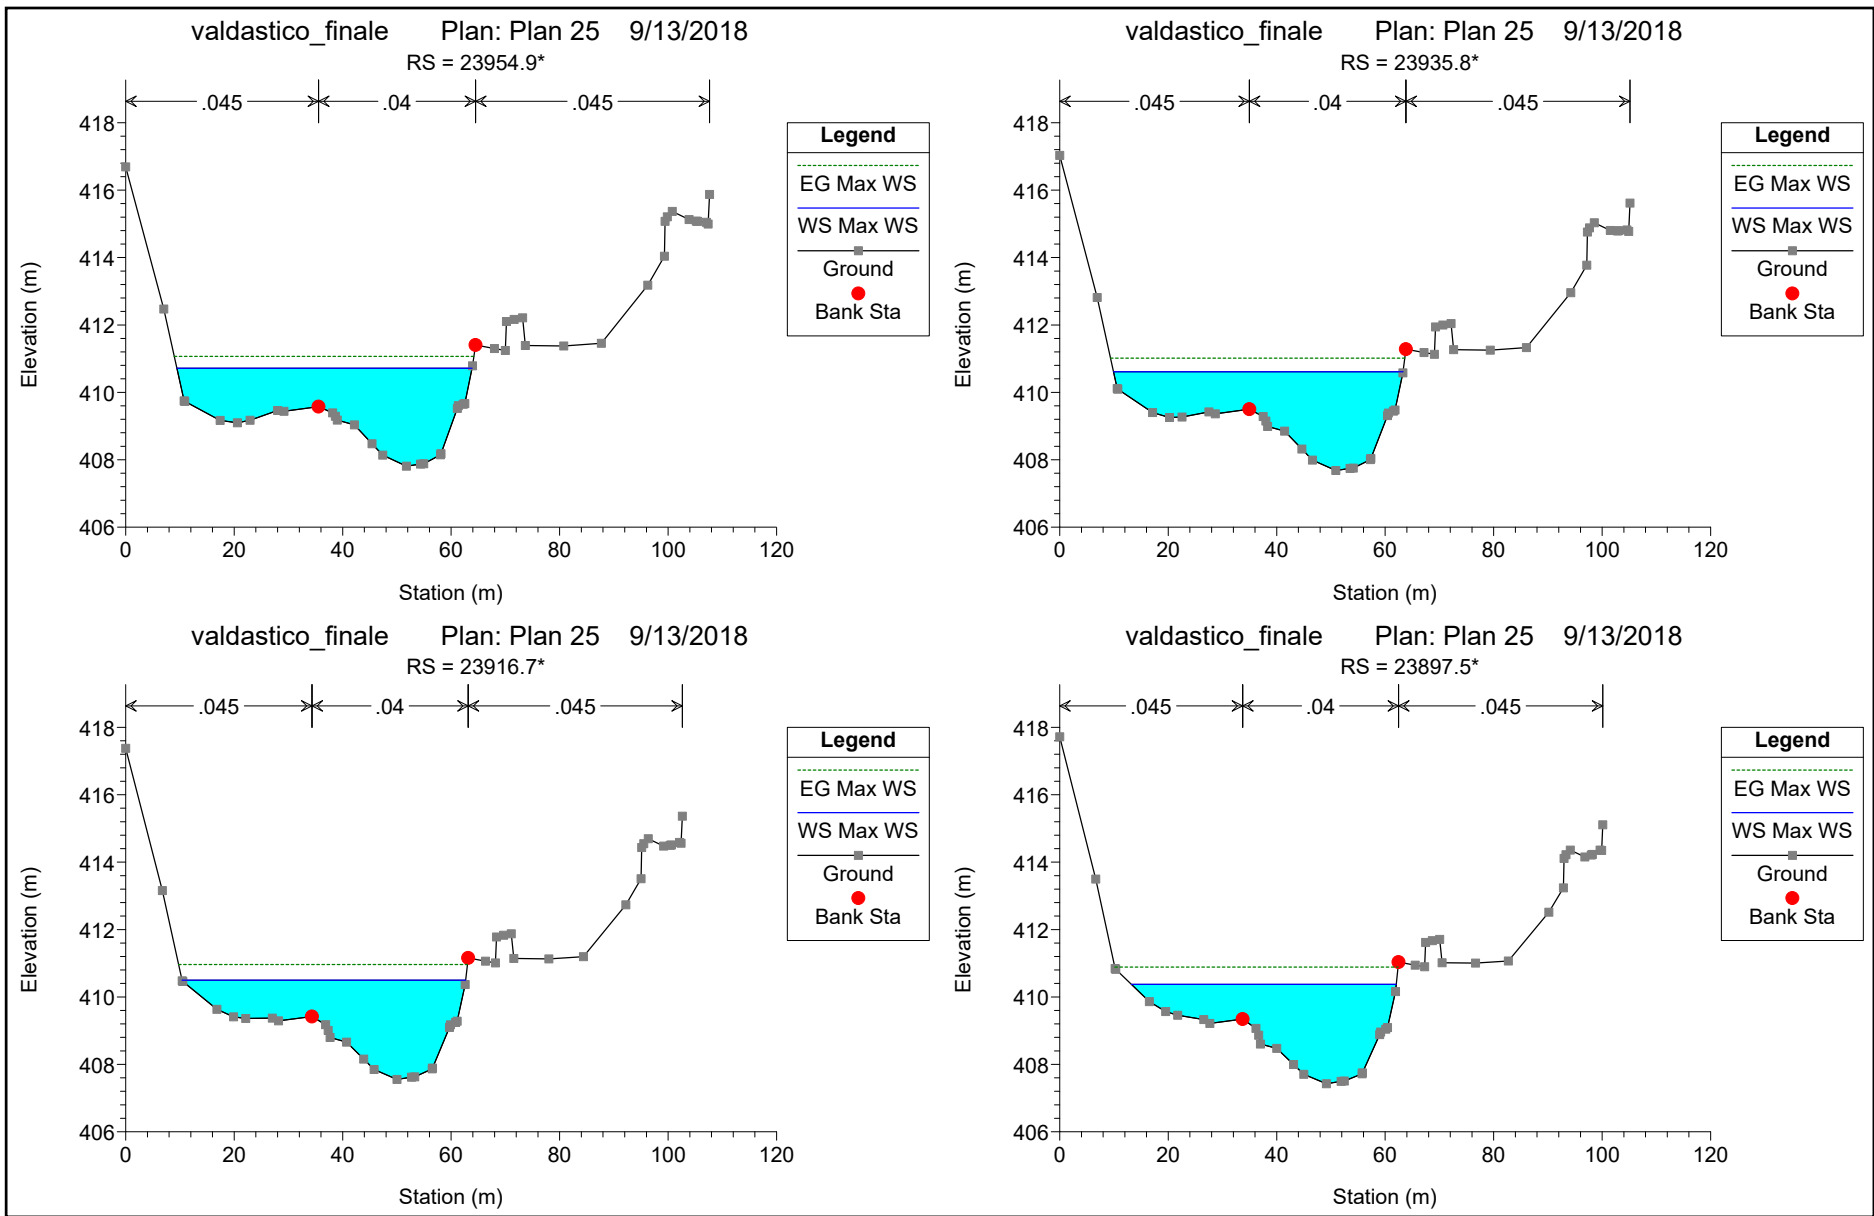 valdastico_finale Plan: Plan 25 9/13/2018
RS = 23954.9*
.045 .04 .045
418
416
414
412
410
408
406
0 20 40 60 80 100 120
Elevation (m)
Station (m)
Legend
EG Max WS
WS Max WS
Ground
Bank Sta
valdastico_finale Plan: Plan 25 9/13/2018
RS = 23935.8*
.045 .04 .045
418
416
414
412
410
408
406
0 20 40 60 80 100 120
Elevation (m)
Station (m)
Legend
EG Max WS
WS Max WS
Ground
Bank Sta
valdastico_finale Plan: Plan 25 9/13/2018
RS = 23916.7*
.045 .04 .045
418
416
414
412
410
408
406
0 20 40 60 80 100 120
Elevation (m)
Station (m)
Legend
EG Max WS
WS Max WS
Ground
Bank Sta
valdastico_finale Plan: Plan 25 9/13/2018
RS = 23897.5*
.045 .04 .045
418
416
414
412
410
408
406
0 20 40 60 80 100 120
Elevation (m)
Station (m)
Legend
EG Max WS
WS Max WS
Ground
Bank Sta